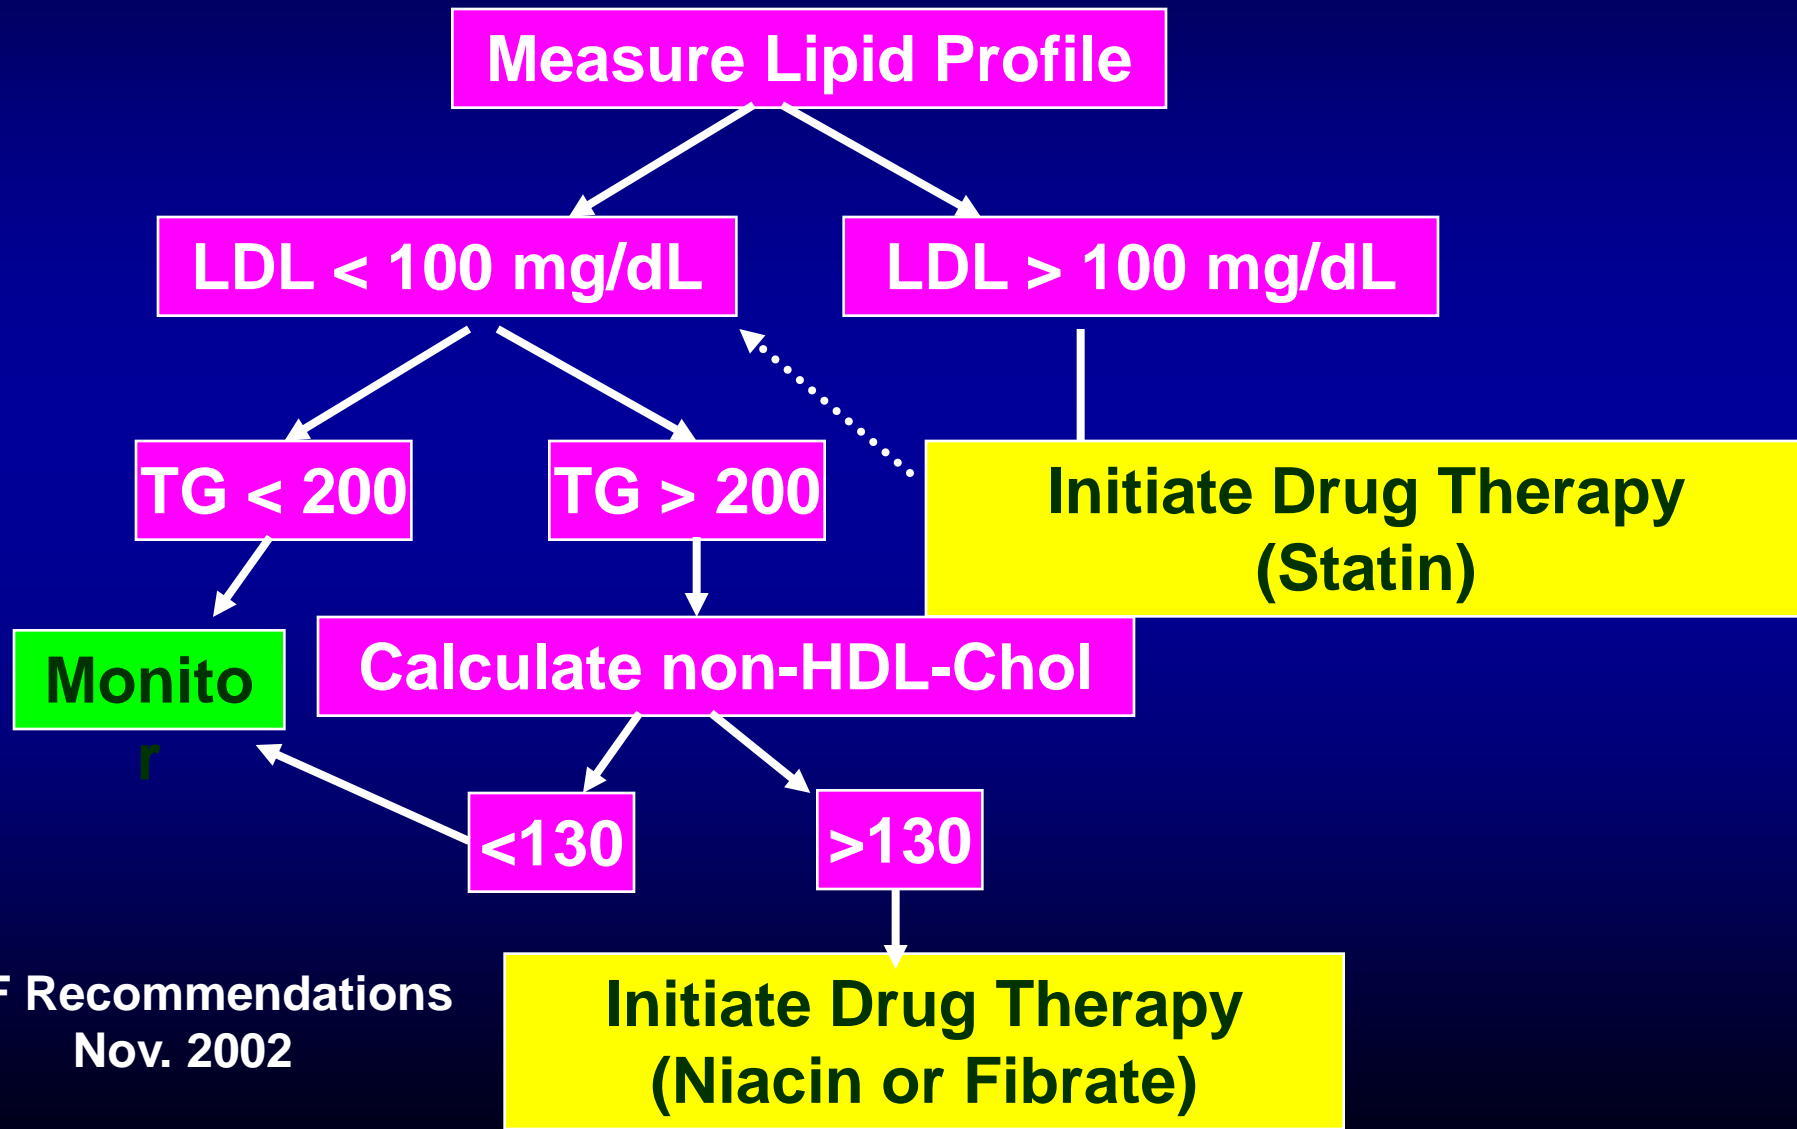 Measure Lipid Profile
LDL < 100 mg/dL
LDL > 100 mg/dL
TG < 200
TG > 200
Initiate Drug Therapy
(Statin)
Monito
r
Calculate non-HDL-Chol
<130
>130
F Recommendations
Nov. 2002
Initiate Drug Therapy
(Niacin or Fibrate)